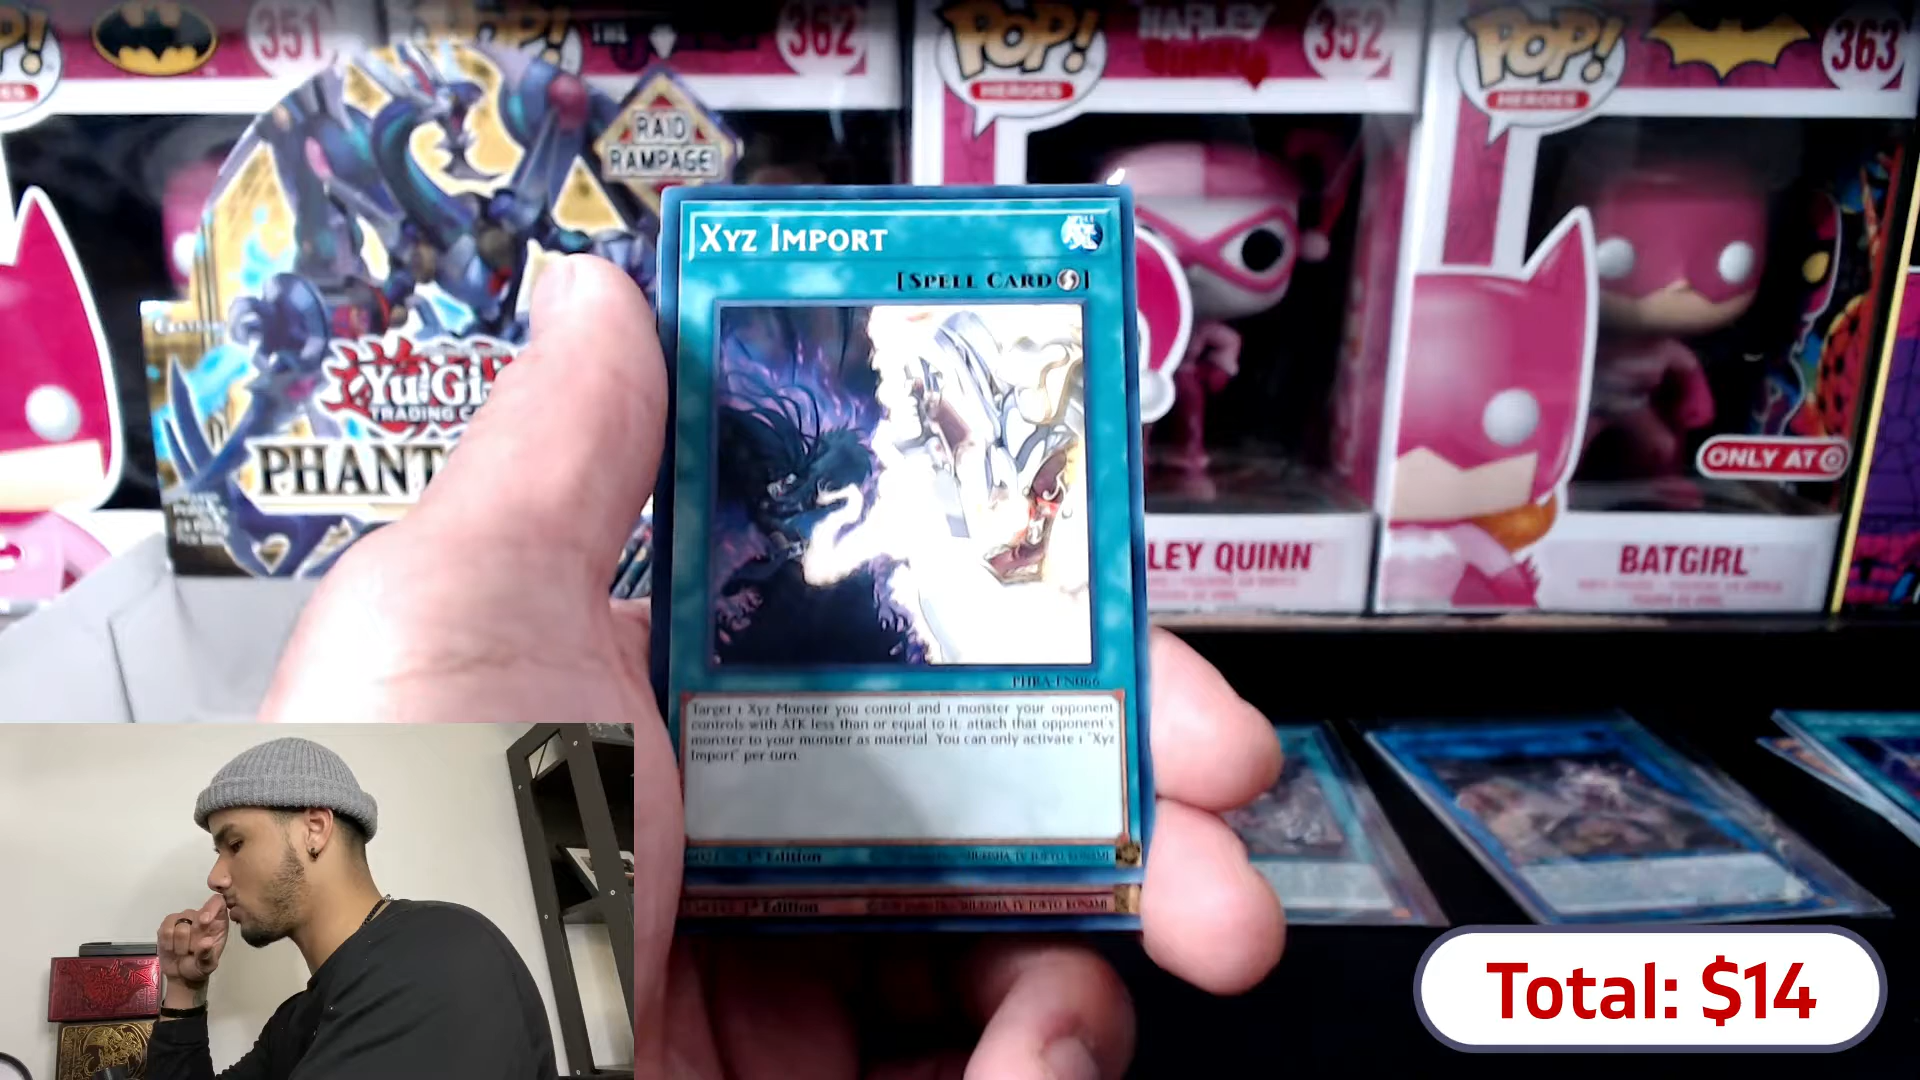 351
362
POP!
HEROES
HARLEY
352
POP!
HEROES
363
RAID
RAMPAGE!
XYZ IMPORT
[SPELL CARD]
Yu-Gi-
TRADING C
PHANT
ONLY AT
LEY QUINN
BATGIRL
PHRA-EN066
Target 1 Xyz Monster you control and 1 monster your opponent
controls with ATK less than or equal to it; attach that opponent's
monster to your monster as material. You can only activate 1 "Xyz
Import" per turn.
1st Edition
1st Edition
Total: $14